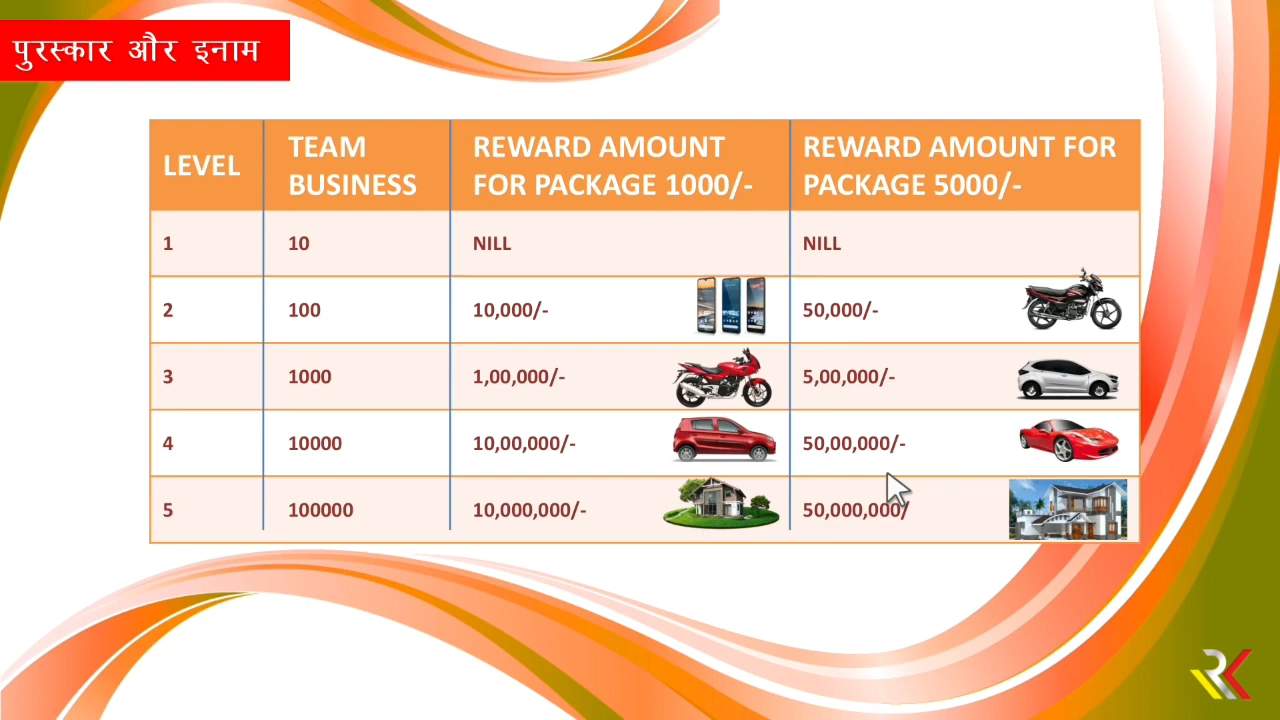 पुरस्कार और इनाम
LEVEL
TEAM
BUSINESS
REWARD AMOUNT
FOR PACKAGE 1000/-
REWARD AMOUNT FOR
PACKAGE 5000/-
1 10 NILL NILL
2 100 10,000/- 50,000/-
3 1000 1,00,000/- 5,00,000/-
4 10000 10,00,000/- 50,00,000/-
5 100000 10,000,000/- 50,000,000/
RK